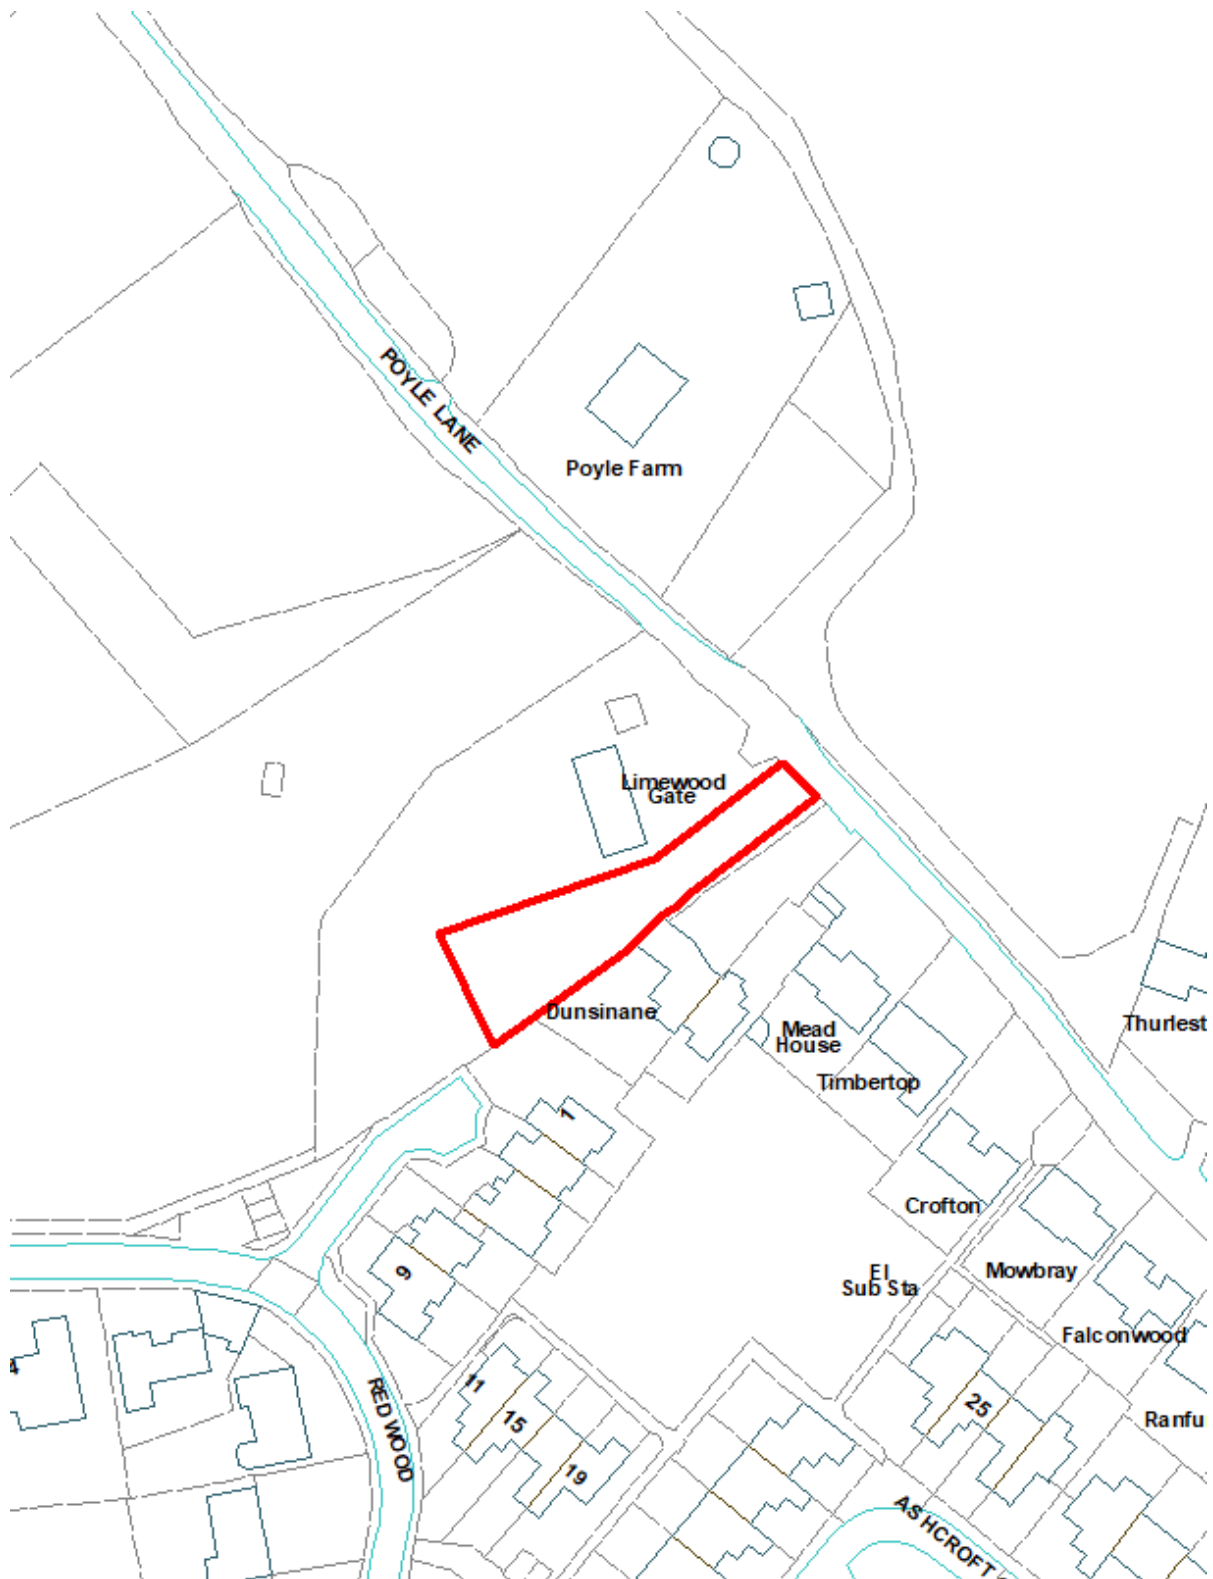 POYLE LANE
Poyle Farm
Limewood
Gate
Dunsinane
Mead
House
Thurlest
Timbertop
1
Crofton
9
El
Sub Sta
Mowbray
Falconwood
4
11
15
19
25
Ranfu
REDWOOD
ASHCROFT